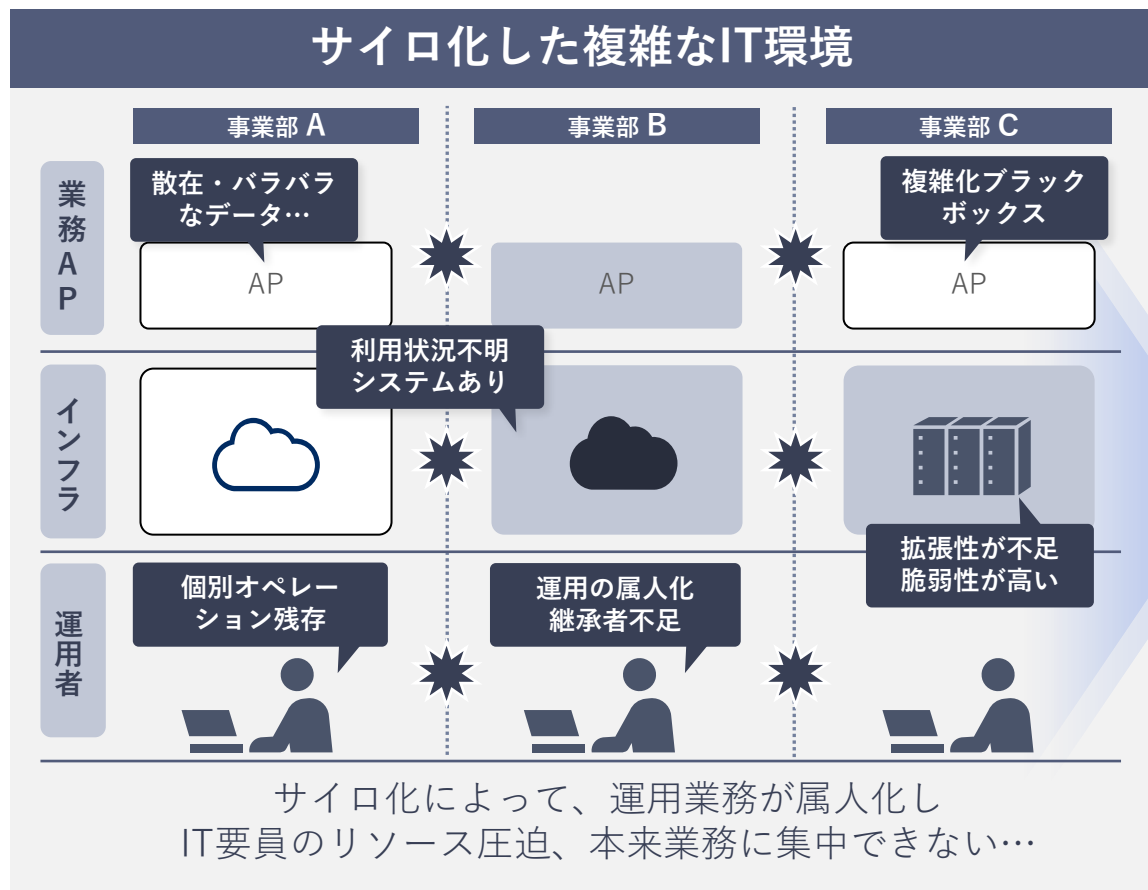 サイロ化した複雑なIT環境
事業部 A
事業部 B
事業部 C
業務AP
散在・バラバラ
なデータ…
複雑化ブラック
ボックス
AP
AP
AP
利用状況不明
システムあり
インフラ
拡張性が不足
脆弱性が高い
運用者
個別オペレー
ション残存
運用の属人化
継承者不足
サイロ化によって、運用業務が属人化し
IT要員のリソース圧迫、本来業務に集中できない…